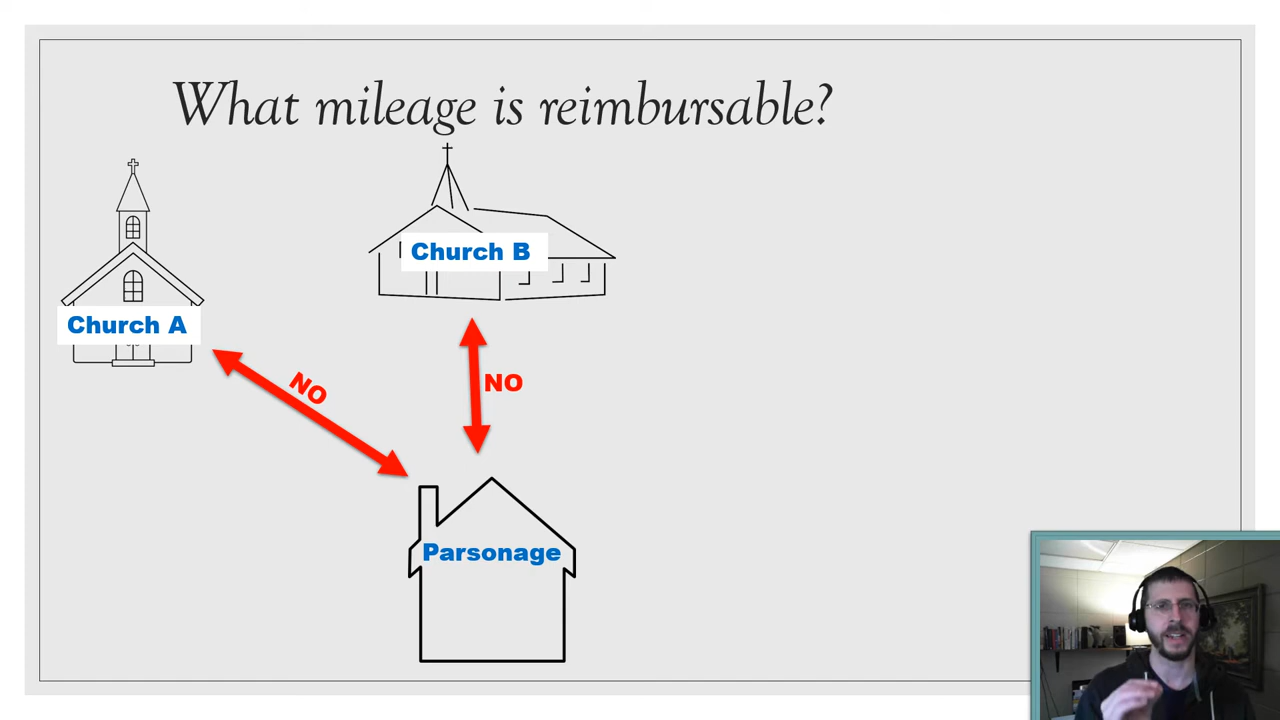 What mileage is reimbursable?
Church B
Church A
NO
NO
Parsonage